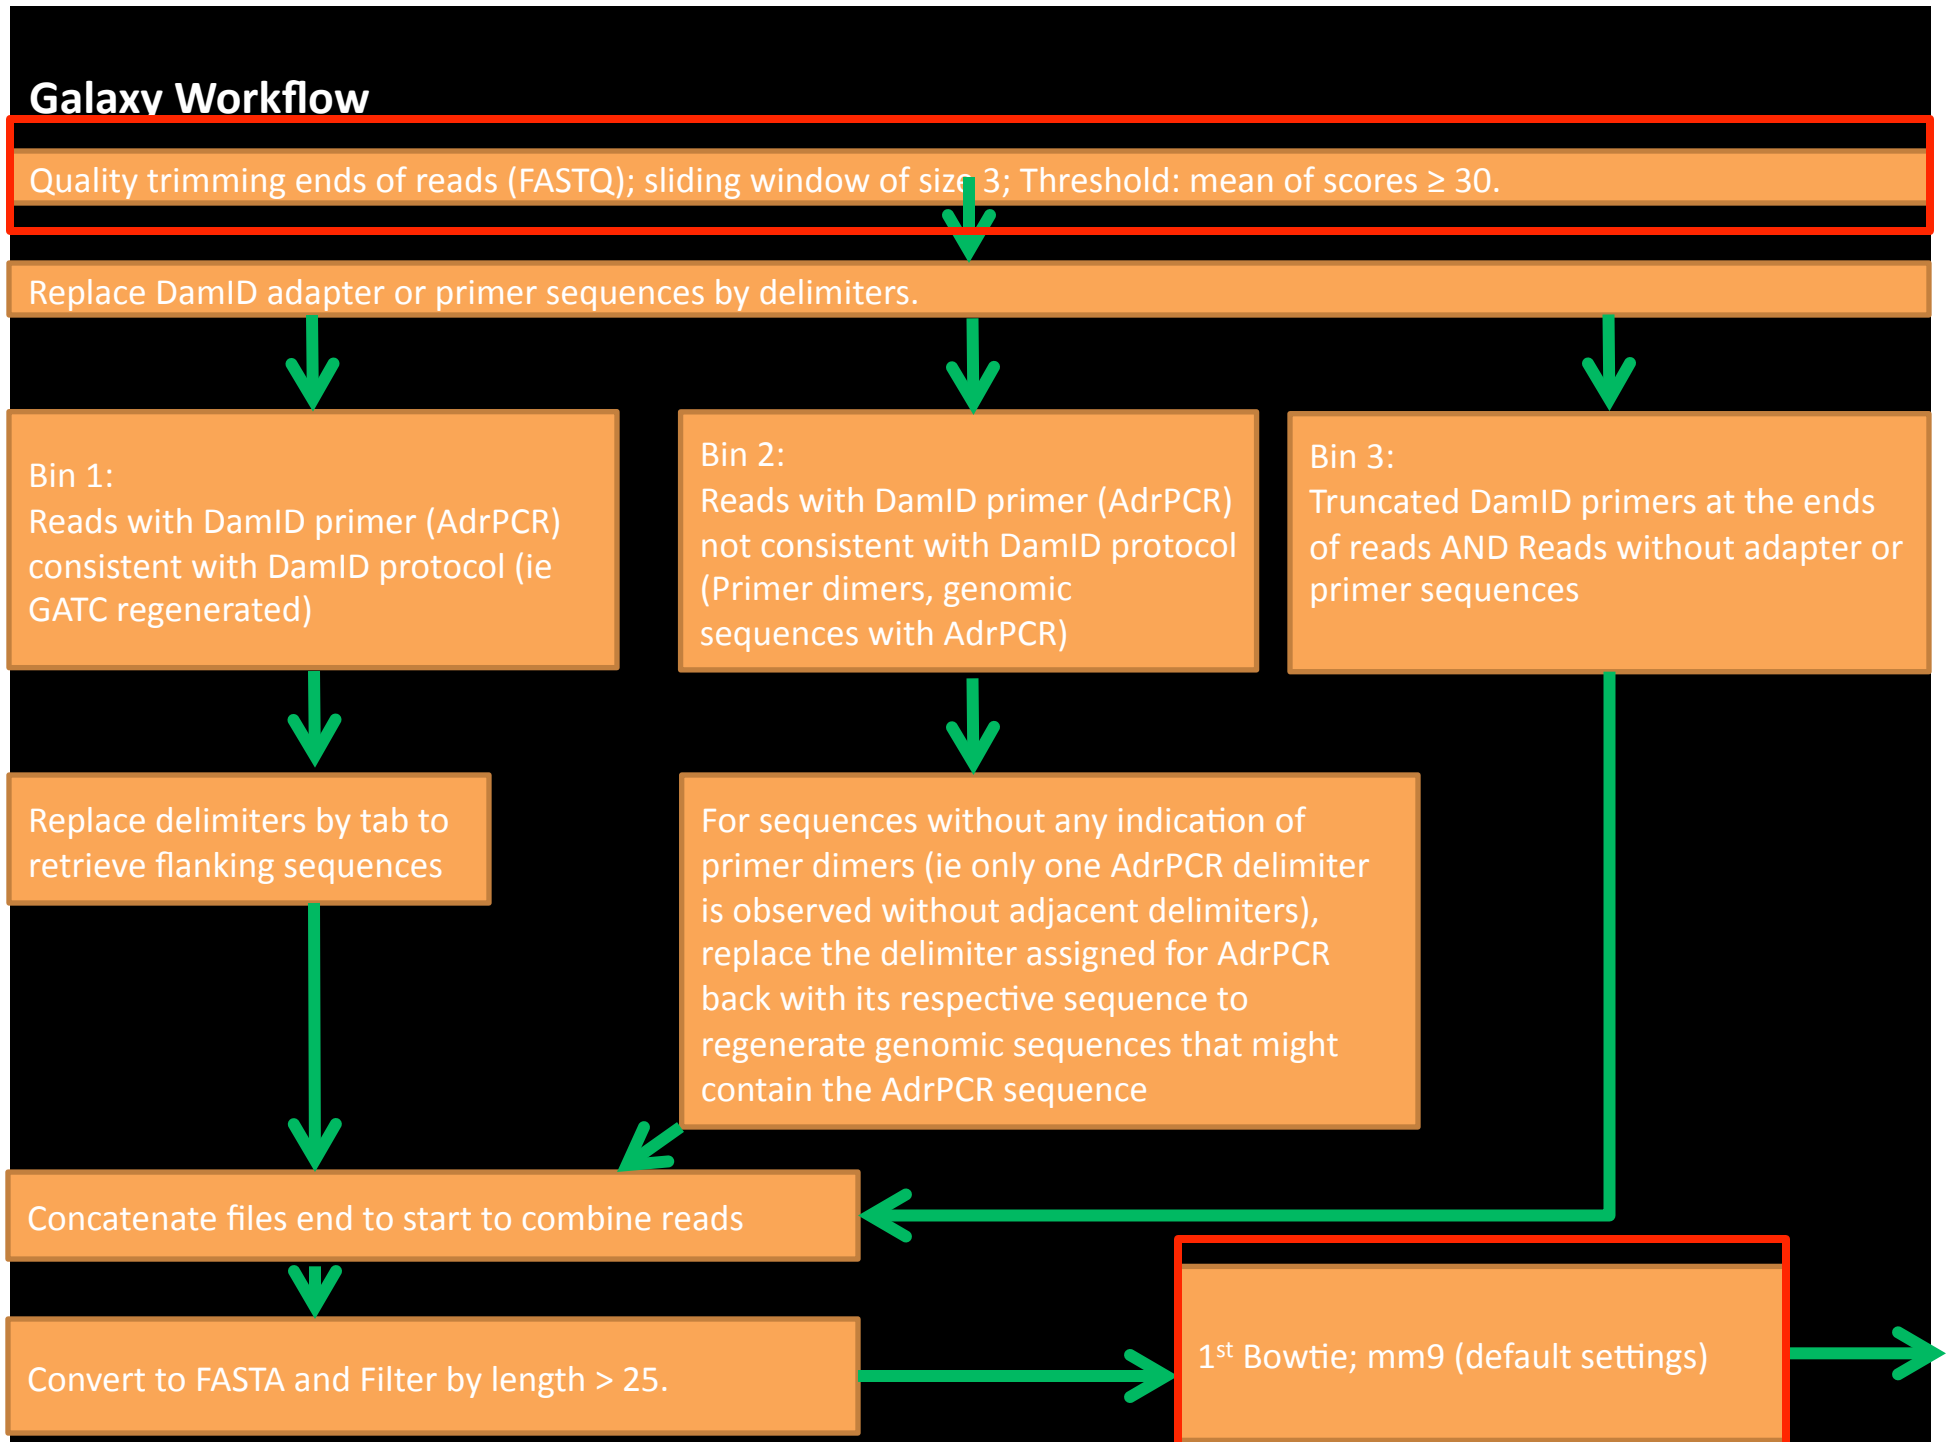 Galaxy Workflow
Quality trimming ends of reads (FASTQ); sliding window of size 3; Threshold: mean of scores ≥ 30.
Replace DamID adapter or primer sequences by delimiters.
Bin 1:
Reads with DamID primer (AdrPCR)
consistent with DamID protocol (ie
GATC regenerated)
Bin 2:
Reads with DamID primer (AdrPCR)
not consistent with DamID protocol
(Primer dimers, genomic
sequences with AdrPCR)
Bin 3:
Truncated DamID primers at the ends
of reads AND Reads without adapter or
primer sequences
Replace delimiters by tab to
retrieve flanking sequences
For sequences without any indication of
primer dimers (ie only one AdrPCR delimiter
is observed without adjacent delimiters),
replace the delimiter assigned for AdrPCR
back with its respective sequence to
regenerate genomic sequences that might
contain the AdrPCR sequence
Concatenate files end to start to combine reads
Convert to FASTA and Filter by length > 25.
1st Bowtie; mm9 (default settings)